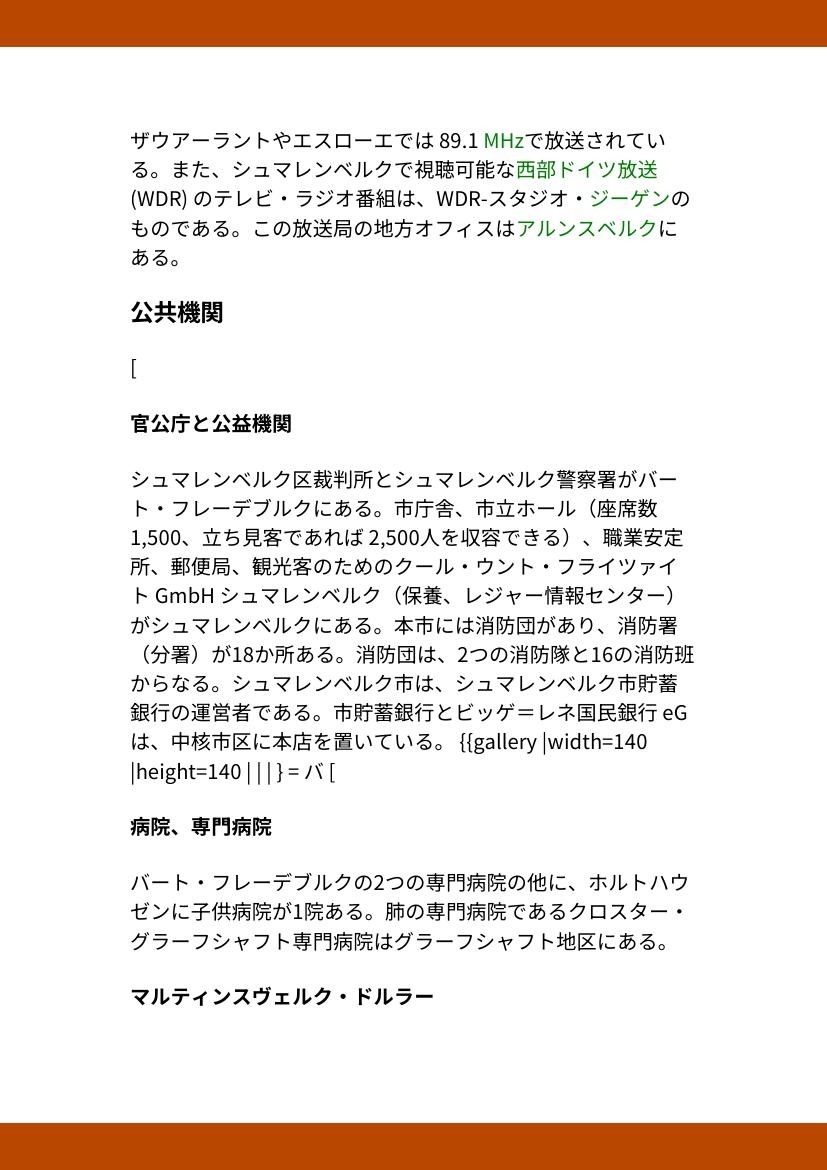 ザウアーラントやエスローエでは 89.1 MHzで放送されてい
る。また、シュマレンベルクで視聴可能な西部ドイツ放送
(WDR) のテレビ・ラジオ番組は、WDR-スタジオ・ジーゲンの
ものである。この放送局の地方オフィスはアルンスベルクに
ある。
公共機関
[
官公庁と公益機関
シュマレンベルク区裁判所とシュマレンベルク警察署がバー
ト・フレーデブルクにある。市庁舎、市立ホール（座席数
1,500、立ち見客であれば 2,500人を収容できる）、職業安定
所、郵便局、観光客のためのクール・ウント・フライツァイ
ト GmbH シュマレンベルク（保養、レジャー情報センター）
がシュマレンベルクにある。本市には消防団があり、消防署
（分署）が18か所ある。消防団は、2つの消防隊と16の消防班
からなる。シュマレンベルク市は、シュマレンベルク市貯蓄
銀行の運営者である。市貯蓄銀行とビッゲ＝レネ国民銀行 eG
は、中核市区に本店を置いている。 {{gallery |width=140
|height=140 | | | } = バ [
病院、専門病院
バート・フレーデブルクの2つの専門病院の他に、ホルトハウ
ゼンに子供病院が1院ある。肺の専門病院であるクロスター・
グラーフシャフト専門病院はグラーフシャフト地区にある。
マルティンスヴェルク・ドルラー